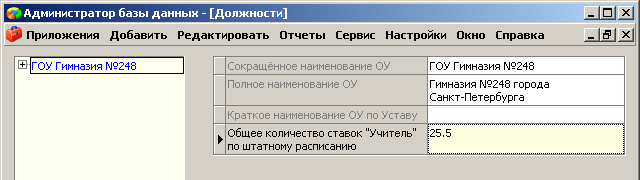 Администратор базы данных - [Должности]
Приложения Добавить Редактировать Отчеты Сервис Настройки Окно Справка
ГОУ Гимназия №248
Сокращённое наименование ОУ ГОУ Гимназия №248
Полное наименование ОУ Гимназия №248 города
Санкт-Петербурга
Краткое наименование ОУ по Уставу
Общее количество ставок "Учитель" 25.5
по штатному расписанию